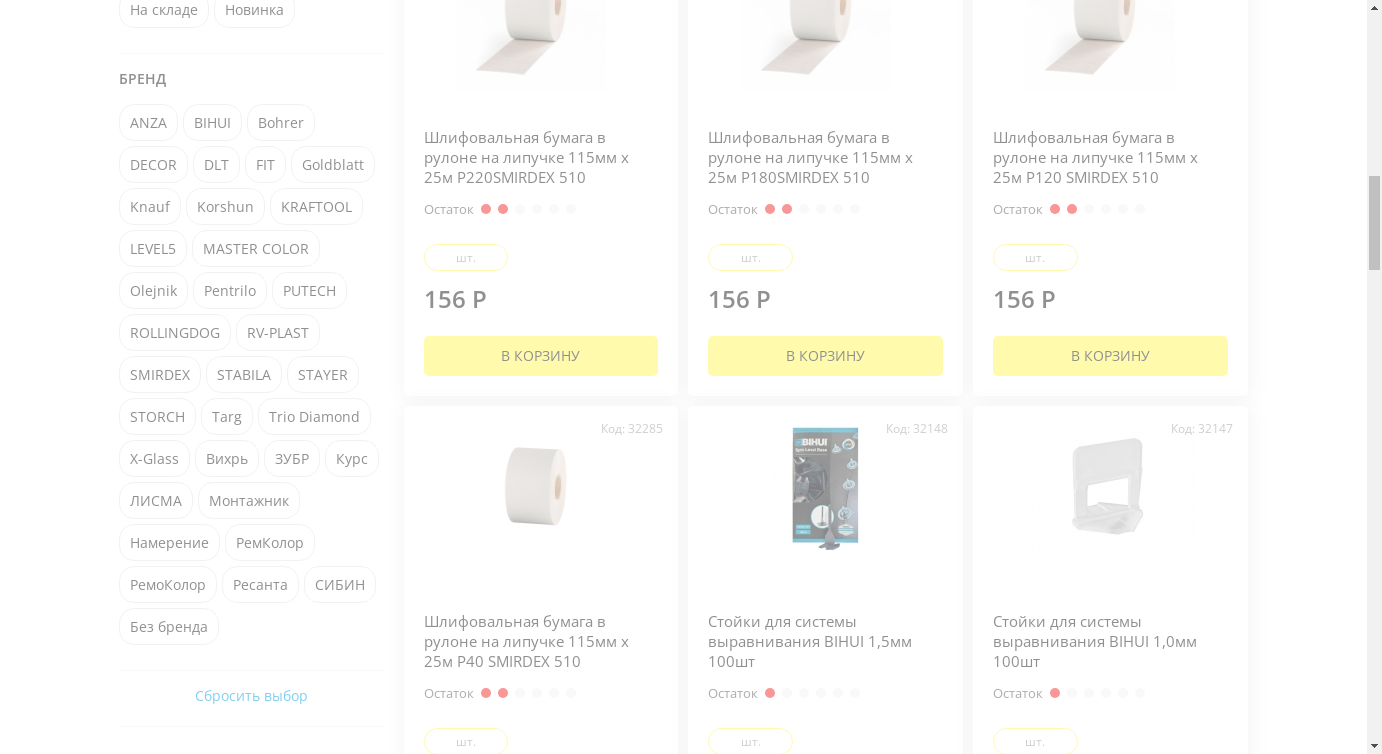 На складе
Новинка
БРЕНД
ANZA
BIHUI
Bohrer
DECOR
DLT
FIT
Goldblatt
Knauf
Korshun
KRAFTOOL
LEVEL5
MASTER COLOR
Olejnik
Pentrilo
PUTECH
ROLLINGDOG
RV-PLAST
SMIRDEX
STABILA
STAYER
STORCH
Targ
Trio Diamond
X-Glass
Вихрь
ЗУБР
Курс
ЛИСМА
Монтажник
Намерение
РемКолор
РемоКолор
Ресанта
СИБИН
Без бренда
Сбросить выбор
Шлифовальная бумага в
рулоне на липучке 115мм х
25м P220SMIRDEX 510
Остаток
шт.
156 Р
В КОРЗИНУ
Шлифовальная бумага в
рулоне на липучке 115мм х
25м P180SMIRDEX 510
Остаток
шт.
156 Р
В КОРЗИНУ
Шлифовальная бумага в
рулоне на липучке 115мм х
25м P120 SMIRDEX 510
Остаток
шт.
156 Р
В КОРЗИНУ
Код: 32285
Шлифовальная бумага в
рулоне на липучке 115мм х
25м P40 SMIRDEX 510
Остаток
шт.
Код: 32148
BIHUI
Стойки для системы
выравнивания BIHUI 1,5мм
100шт
Остаток
шт.
Код: 32147
Стойки для системы
выравнивания BIHUI 1,0мм
100шт
Остаток
шт.